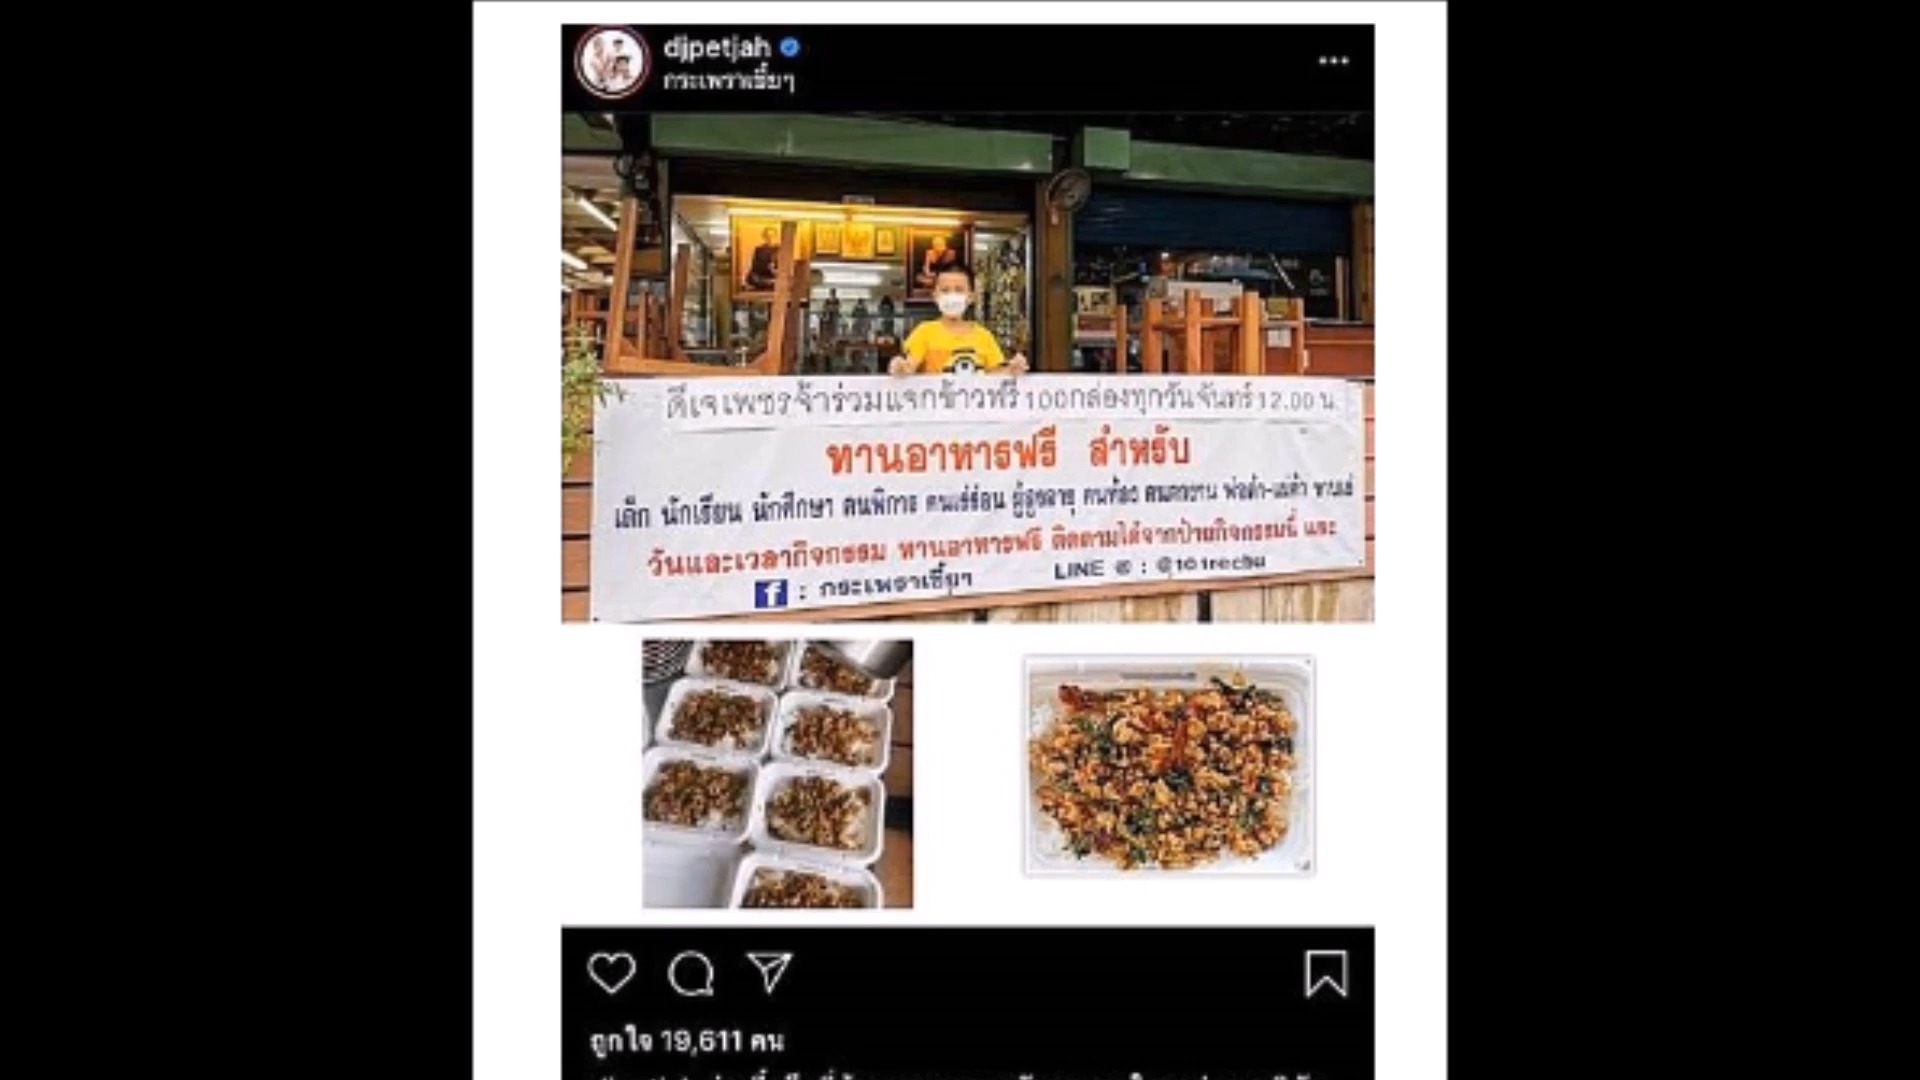 djpetjah
กระเพราเฮี้ยๆ
ดีเจเพชรจ้าร่วมแจกข้าวฟรี 100กล่องทุกวันจันทร์ 12.00 น.
ทานอาหารฟรี สำหรับ
เด็ก นักเรียน นักศึกษา คนพิการ คนเร่ร่อน ผู้สูงอายุ คนท้อง คนตกงาน พ่อค้า-แม่ค้า หาบเร่
วันและเวลากิจกรรม ทานอาหารฟรี ติดตามได้จากป้ายกิจกรรมนี้ และ
f : กระเพราเฮี้ยๆ LINE @ :
ถูกใจ 19,611 คน